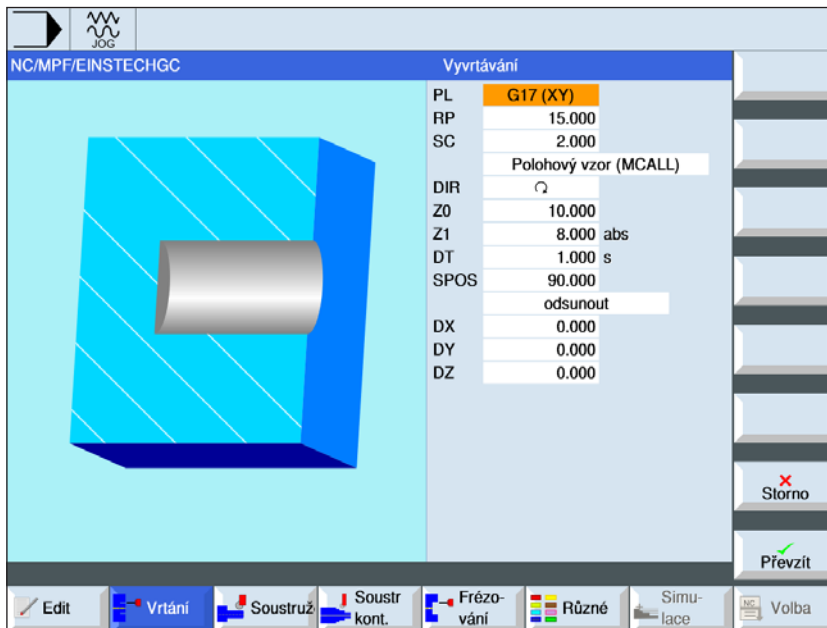 JOG
NC/MPF/EINSTECHGC
Vyvrtávání
PL G17 (XY)
RP 15.000
SC 2.000
Polohový vzor (MCALL)
DIR
Z0 10.000
Z1 8.000 abs
DT 1.000 s
SPOS 90.000
odsunout
DX 0.000
DY 0.000
DZ 0.000
Storno
Převzít
Edit
Vrtání
Soustruž
Soustr
kont.
Frézo-
vání
Různé
Simu-
lace
NC
Volba